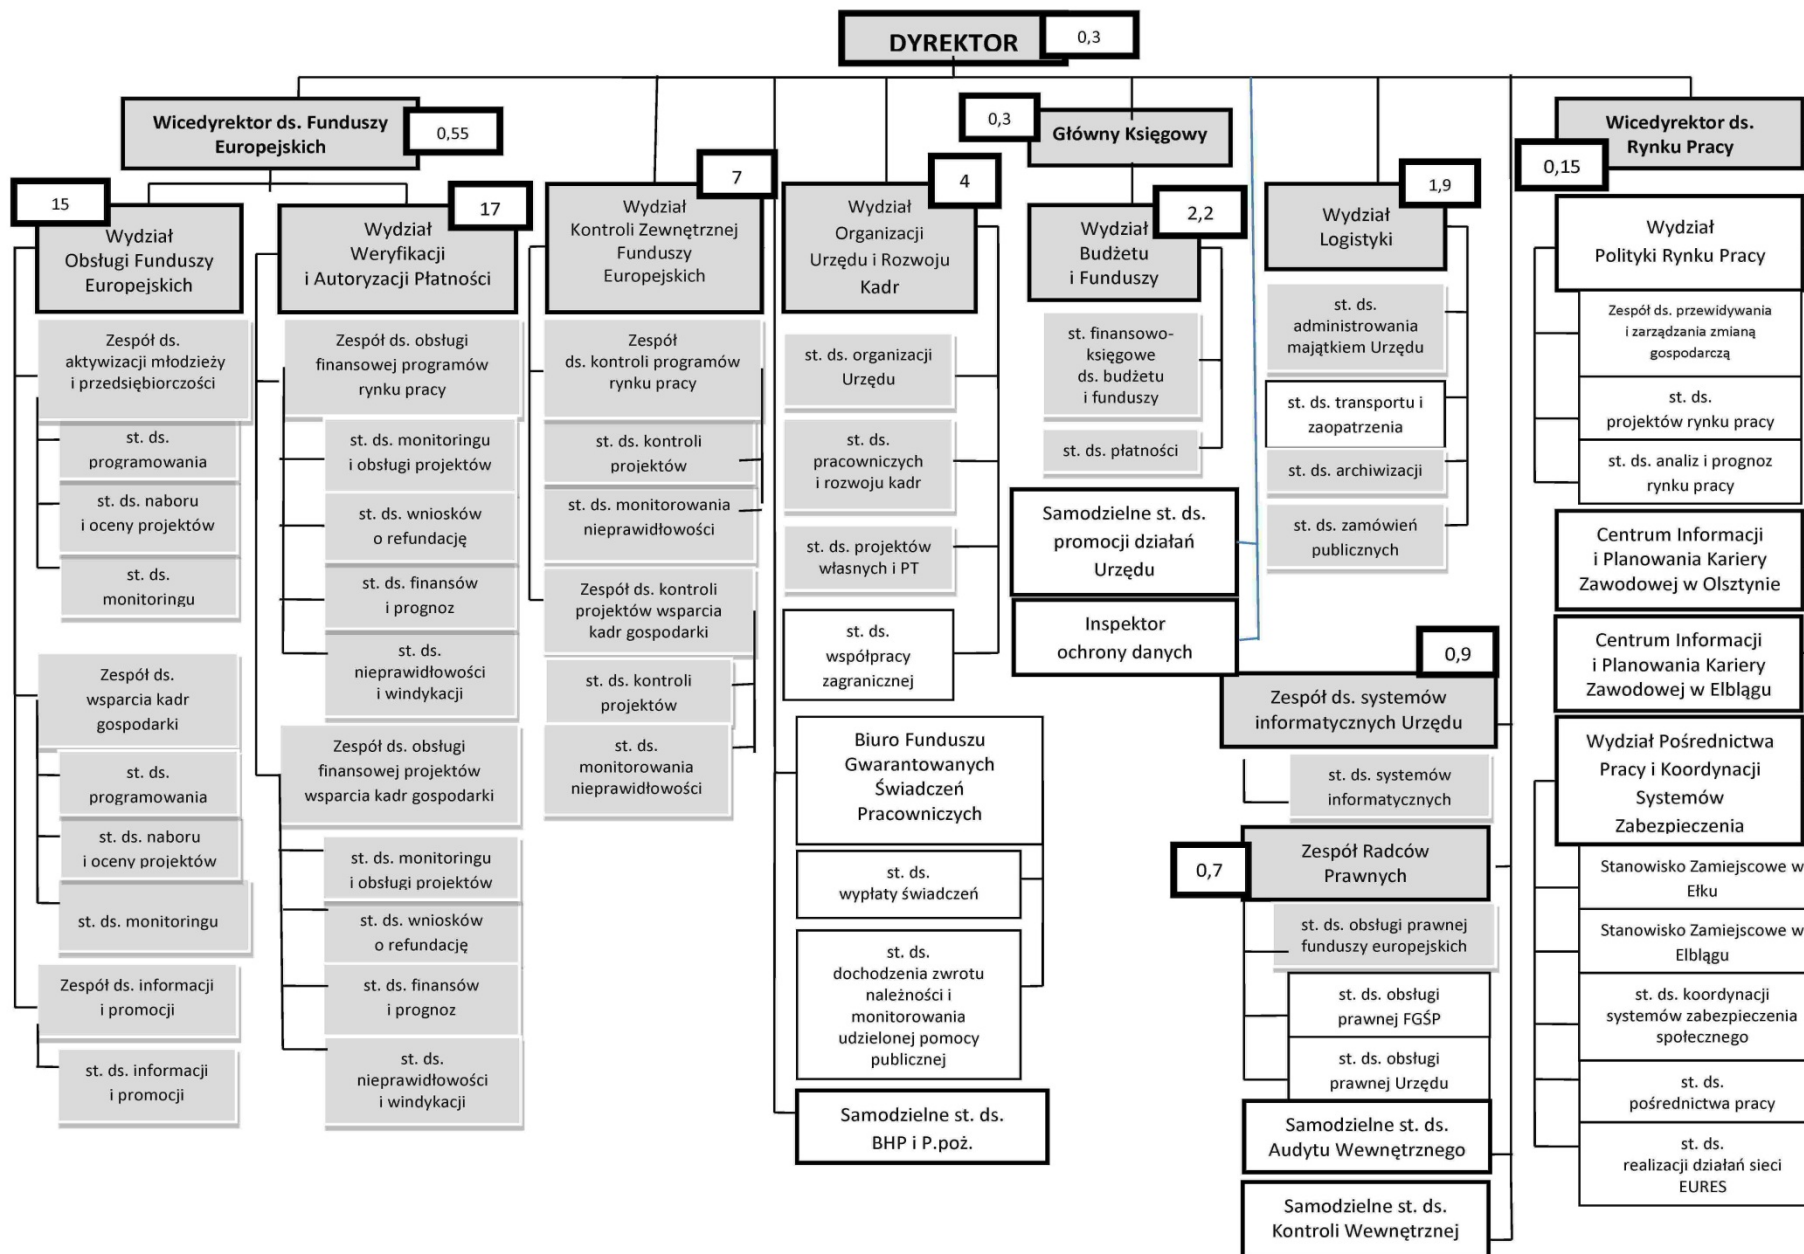 DYREKTOR
0,3
Wicedyrektor ds. Funduszy
Europejskich
0,55
0,3
Główny Księgowy
Wicedyrektor ds.
Rynku Pracy
0,15
15
Wydział
Obsługi Funduszy
Europejskich
Zespół ds.
aktywizacji młodzieży
i przedsiębiorczości
st. ds.
programowania
st. ds. naboru
i oceny projektów
st. ds.
monitoringu
Zespół ds.
wsparcia kadr
gospodarki
st. ds.
programowania
st. ds. naboru
i oceny projektów
st. ds. monitoringu
Zespół ds. informacji
i promocji
st. ds. informacji
i promocji
17
Wydział
Weryfikacji
i Autoryzacji Płatności
Zespół ds. obsługi
finansowej programów
rynku pracy
st. ds. monitoringu
i obsługi projektów
st. ds. wniosków
o refundację
st. ds. finansów
i prognoz
st. ds.
nieprawidłowości
i windykacji
Zespół ds. obsługi
finansowej projektów
wsparcia kadr gospodarki
st. ds. monitoringu
i obsługi projektów
st. ds. wniosków
o refundację
st. ds. finansów
i prognoz
st. ds.
nieprawidłowości
i windykacji
7
Wydział
Kontroli Zewnętrznej
Funduszy
Europejskich
Zespół
ds. kontroli programów
rynku pracy
st. ds. kontroli
projektów
st. ds. monitorowania
nieprawidłowości
Zespół ds. kontroli
projektów wsparcia
kadr gospodarki
st. ds. kontroli
projektów
st. ds.
monitorowania
nieprawidłowości
4
Wydział
Organizacji
Urzędu i Rozwoju
Kadr
st. ds. organizacji
Urzędu
st. ds.
pracowniczych
i rozwoju kadr
st. ds. projektów
własnych i PT
st. ds.
współpracy
zagranicznej
Biuro Funduszu
Gwarantowanych
Świadczeń
Pracowniczych
st. ds.
wypłaty świadczeń
st. ds.
dochodzenia zwrotu
należności i
monitorowania
udzielonej pomocy
publicznej
Samodzielne st. ds.
BHP i P.poż.
2,2
Wydział
Budżetu
i Funduszy
st. finansowo-
księgowe
ds. budżetu
i funduszy
st. ds. płatności
Samodzielne st. ds.
promocji działań
Urzędu
Inspektor
ochrony danych
1,9
Wydział
Logistyki
st. ds.
administrowania
majątkiem Urzędu
st. ds. transportu i
zaopatrzenia
st. ds. archiwizacji
st. ds. zamówień
publicznych
0,9
Zespół ds. systemów
informatycznych Urzędu
st. ds. systemów
informatycznych
0,7
Zespół Radców
Prawnych
st. ds. obsługi prawnej
funduszy europejskich
st. ds. obsługi
prawnej FGŚP
st. ds. obsługi
prawnej Urzędu
Samodzielne st. ds.
Audytu Wewnętrznego
Samodzielne st. ds.
Kontroli Wewnętrznej
Wydział
Polityki Rynku Pracy
Zespół ds. przewidywania
i zarządzania zmianą
gospodarczą
st. ds.
projektów rynku pracy
st. ds. analiz i prognoz
rynku pracy
Centrum Informacji
i Planowania Kariery
Zawodowej w Olsztynie
Centrum Informacji
i Planowania Kariery
Zawodowej w Elblągu
Wydział Pośrednictwa
Pracy i Koordynacji
Systemów
Zabezpieczenia
Stanowisko Zamiejscowe w
Ełku
Stanowisko Zamiejscowe w
Elblągu
st. ds. koordynacji
systemów zabezpieczenia
społecznego
st. ds.
pośrednictwa pracy
st. ds.
realizacji działań sieci
EURES